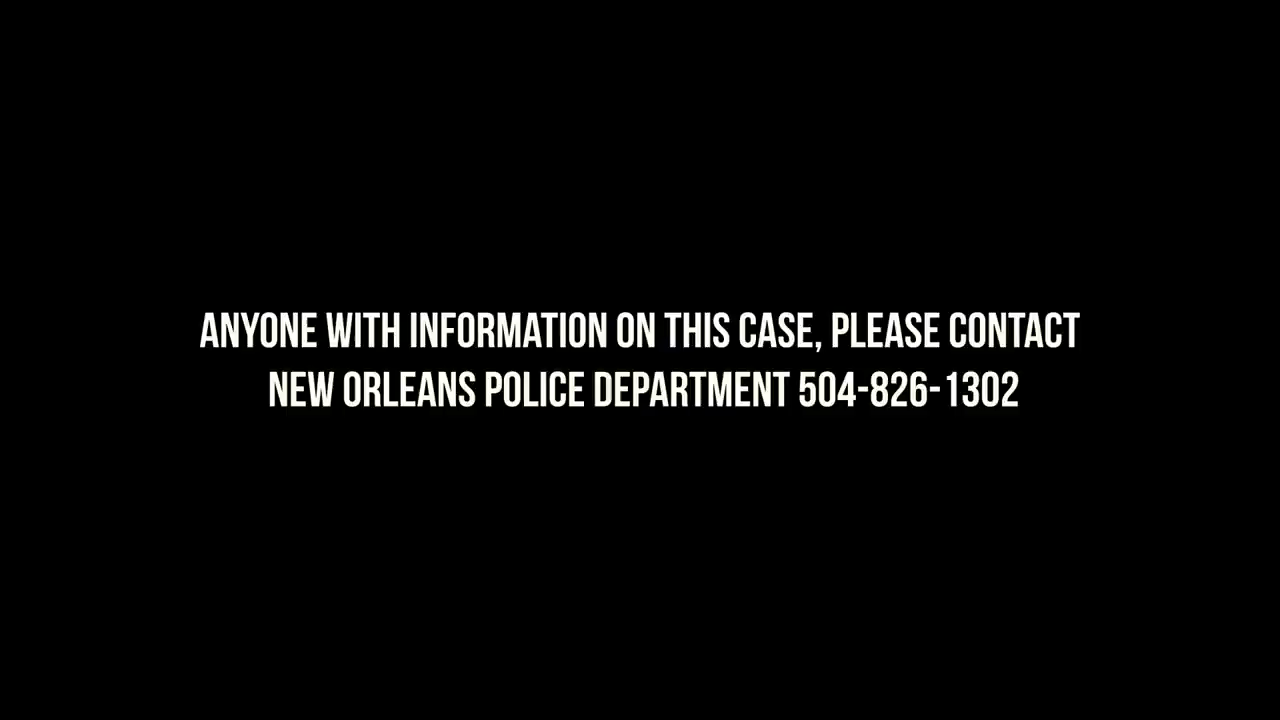 ANYONE WITH INFORMATION ON THIS CASE, PLEASE CONTACT
NEW ORLEANS POLICE DEPARTMENT 504-826-1302